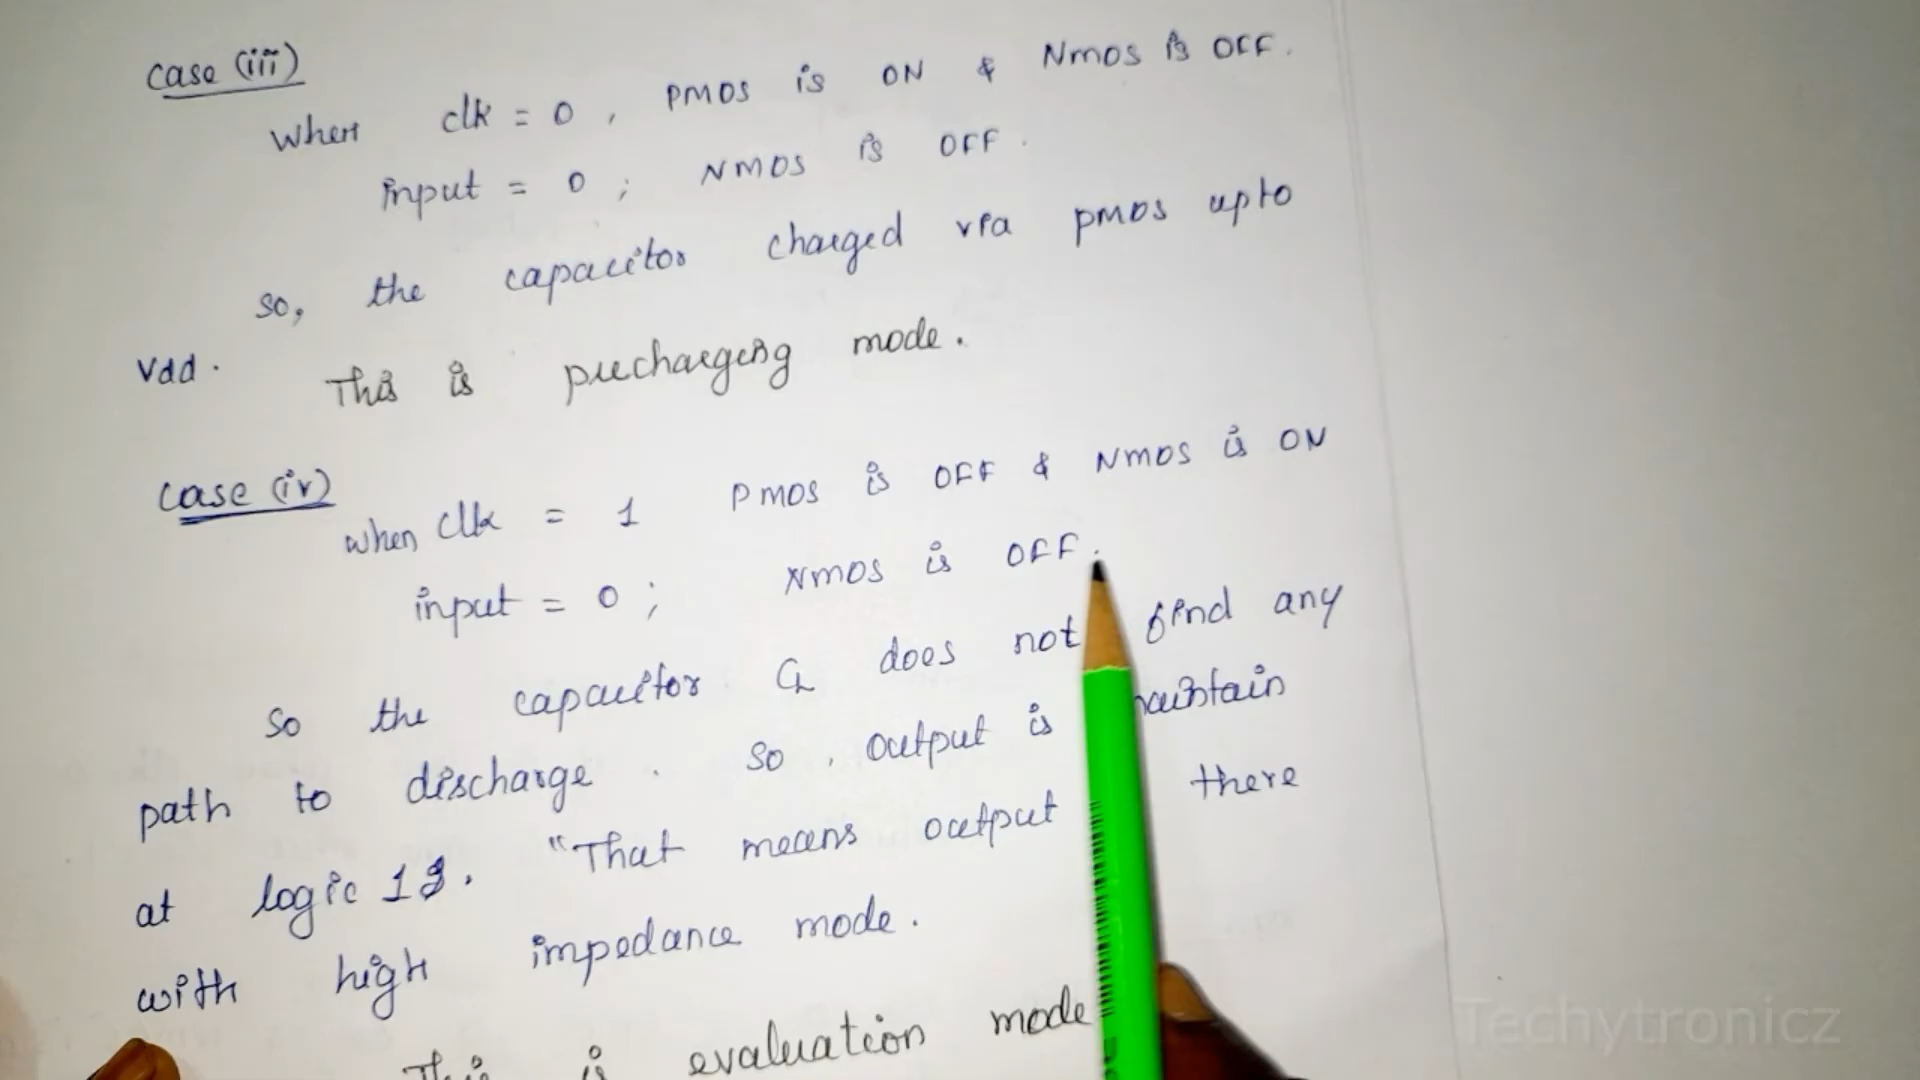 Case (iii)
When clk = 0, PMOS is ON & NMOS is OFF.
input = 0 ; NMOS is OFF.
So, the capacitor charged via PMOS upto
Vdd. This is precharging mode.
Case (iv)
When Clk = 1 PMOS is OFF & NMOS is ON
input = 0 ; NMOS is OFF.
So the capacitor CL does not find any
path to discharge. So, output is maintain
at logic 1. "That means output there
with high impedance mode.
This is evaluation mode
Techytronicz